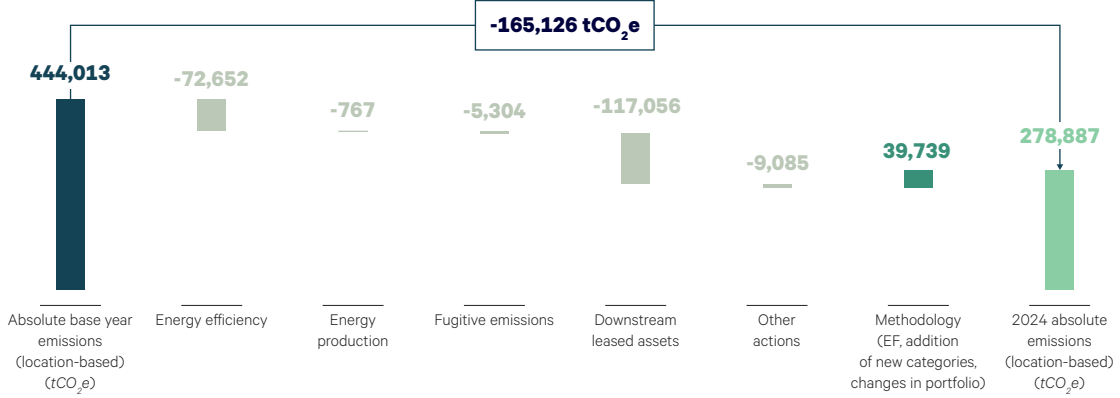 -165,126 tCO₂e
444,013
-72,652
-767
-5,304
-117,056
-9,085
39,739
278,887
Absolute base year
emissions
(location-based)
(tCO₂e)
Energy efficiency
Energy
production
Fugitive emissions
Downstream
leased assets
Other
actions
Methodology
(EF, addition
of new categories,
changes in portfolio)
2024 absolute
emissions
(location-based)
(tCO₂e)